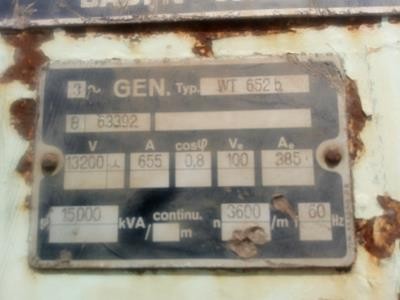 3~ GEN. Typ. WT 652 b
B 63392
V A cosφ Vₑ Aₑ
13200 人 655 0,8 100 385
15000 kVA continu. n 3600 /m 60 Hz
/ m